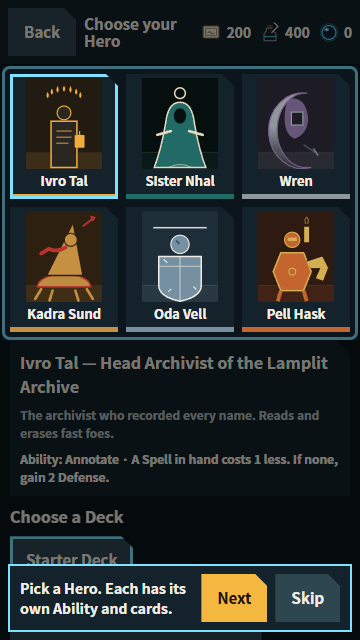 Back
Choose your
Hero
200
400
0
Ivro Tal
Sister Nhal
Wren
Kadra Sund
Oda Vell
Pell Hask
Ivro Tal — Head Archivist of the Lamplit
Archive
The archivist who recorded every name. Reads and
erases fast foes.
Ability: Annotate · A Spell in hand costs 1 less. If none,
gain 2 Defense.
Choose a Deck
Starter Deck
Pick a Hero. Each has its
own Ability and cards.
Next
Skip